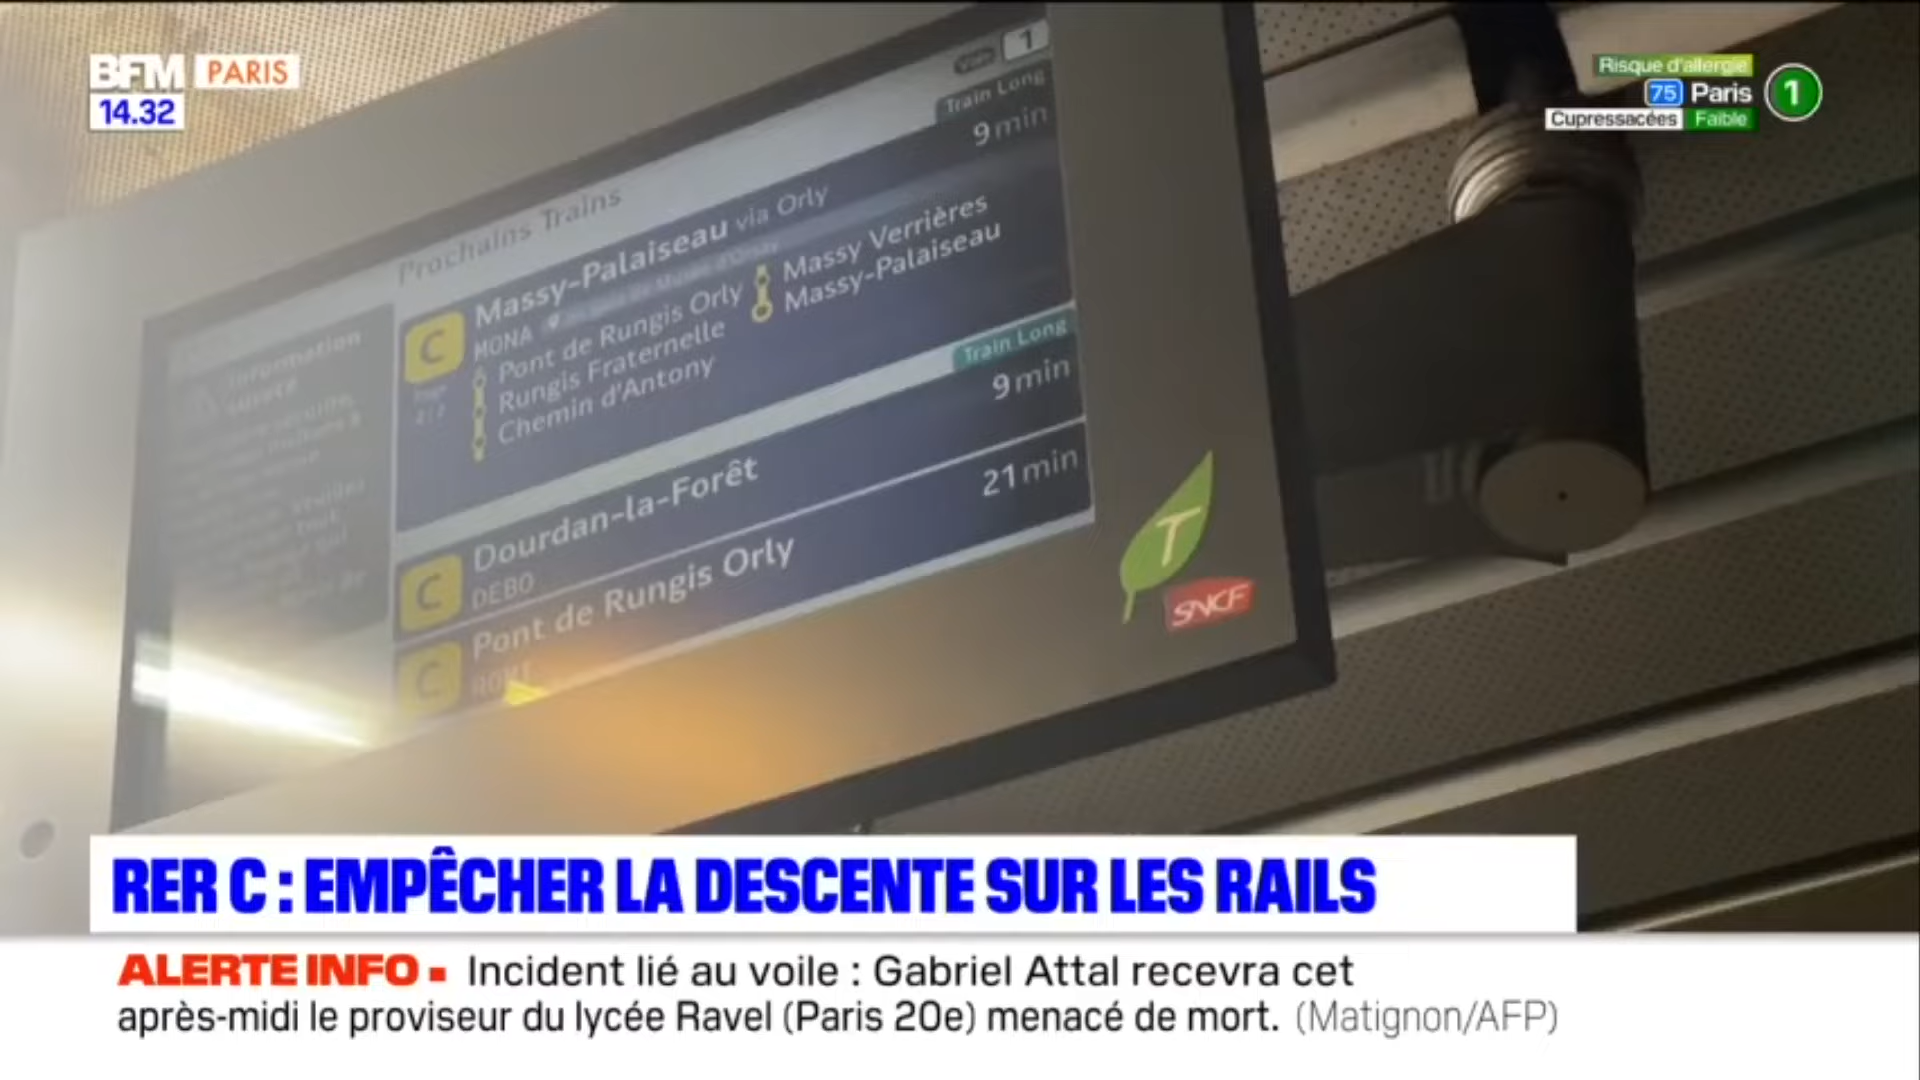 BFM PARIS
14.32
Risque d'allergie
75 Paris 1
Cupressacées Faible
Voie 1
Prochains Trains
Train Long
Massy-Palaiseau via Orly 9 min
C
MONA
Pont de Rungis Orly
Rungis Fraternelle
Chemin d'Antony
Massy Verrières
Massy-Palaiseau
Information
Train Long
C Dourdan-la-Forêt 9 min
DEBO
C Pont de Rungis Orly 21 min
T
SNCF
RER C : EMPÊCHER LA DESCENTE SUR LES RAILS
ALERTE INFO ▪ Incident lié au voile : Gabriel Attal recevra cet
après-midi le proviseur du lycée Ravel (Paris 20e) menacé de mort. (Matignon/AFP)